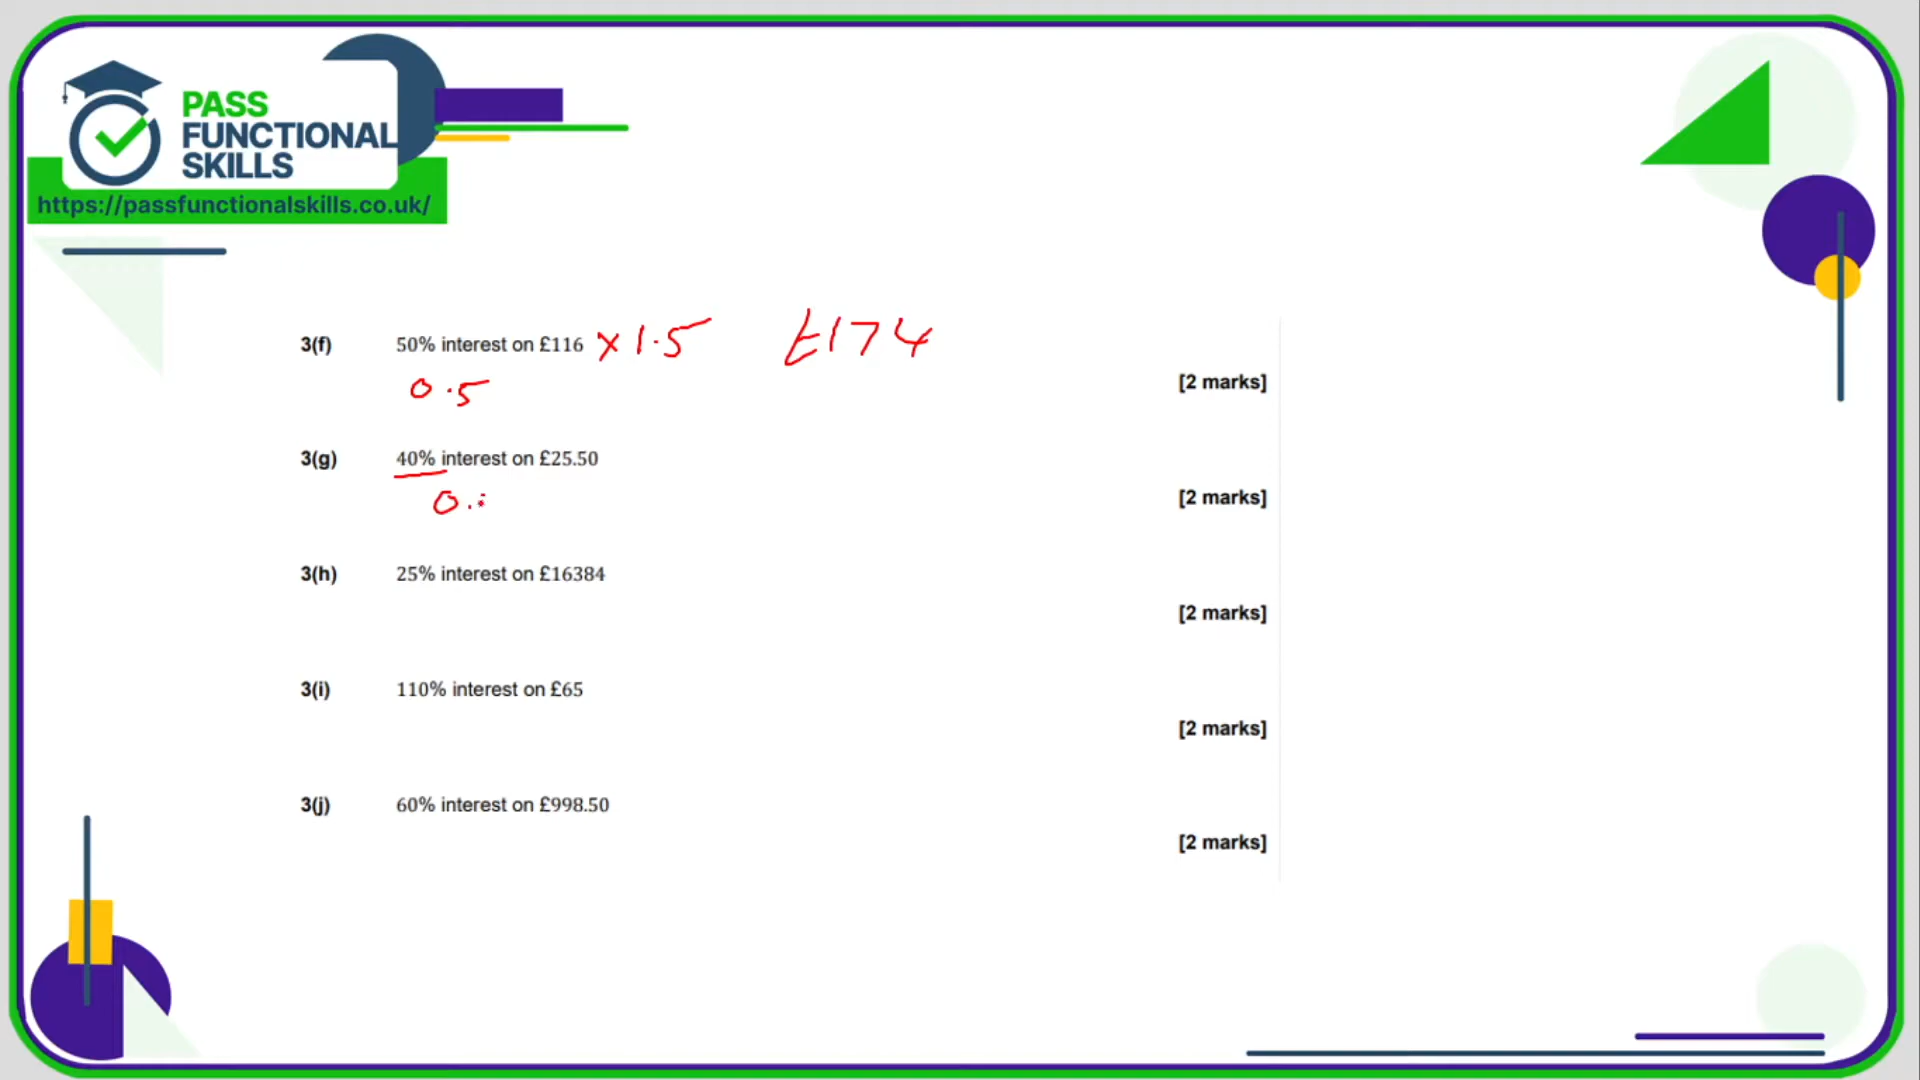 PASS
FUNCTIONAL
SKILLS
https://passfunctionalskills.co.uk/
3(f) 50% interest on £116 ×1.5 £174
[2 marks]
0.5
3(g) 40% interest on £25.50
[2 marks]
0.
3(h) 25% interest on £16384
[2 marks]
3(i) 110% interest on £65
[2 marks]
3(j) 60% interest on £998.50
[2 marks]